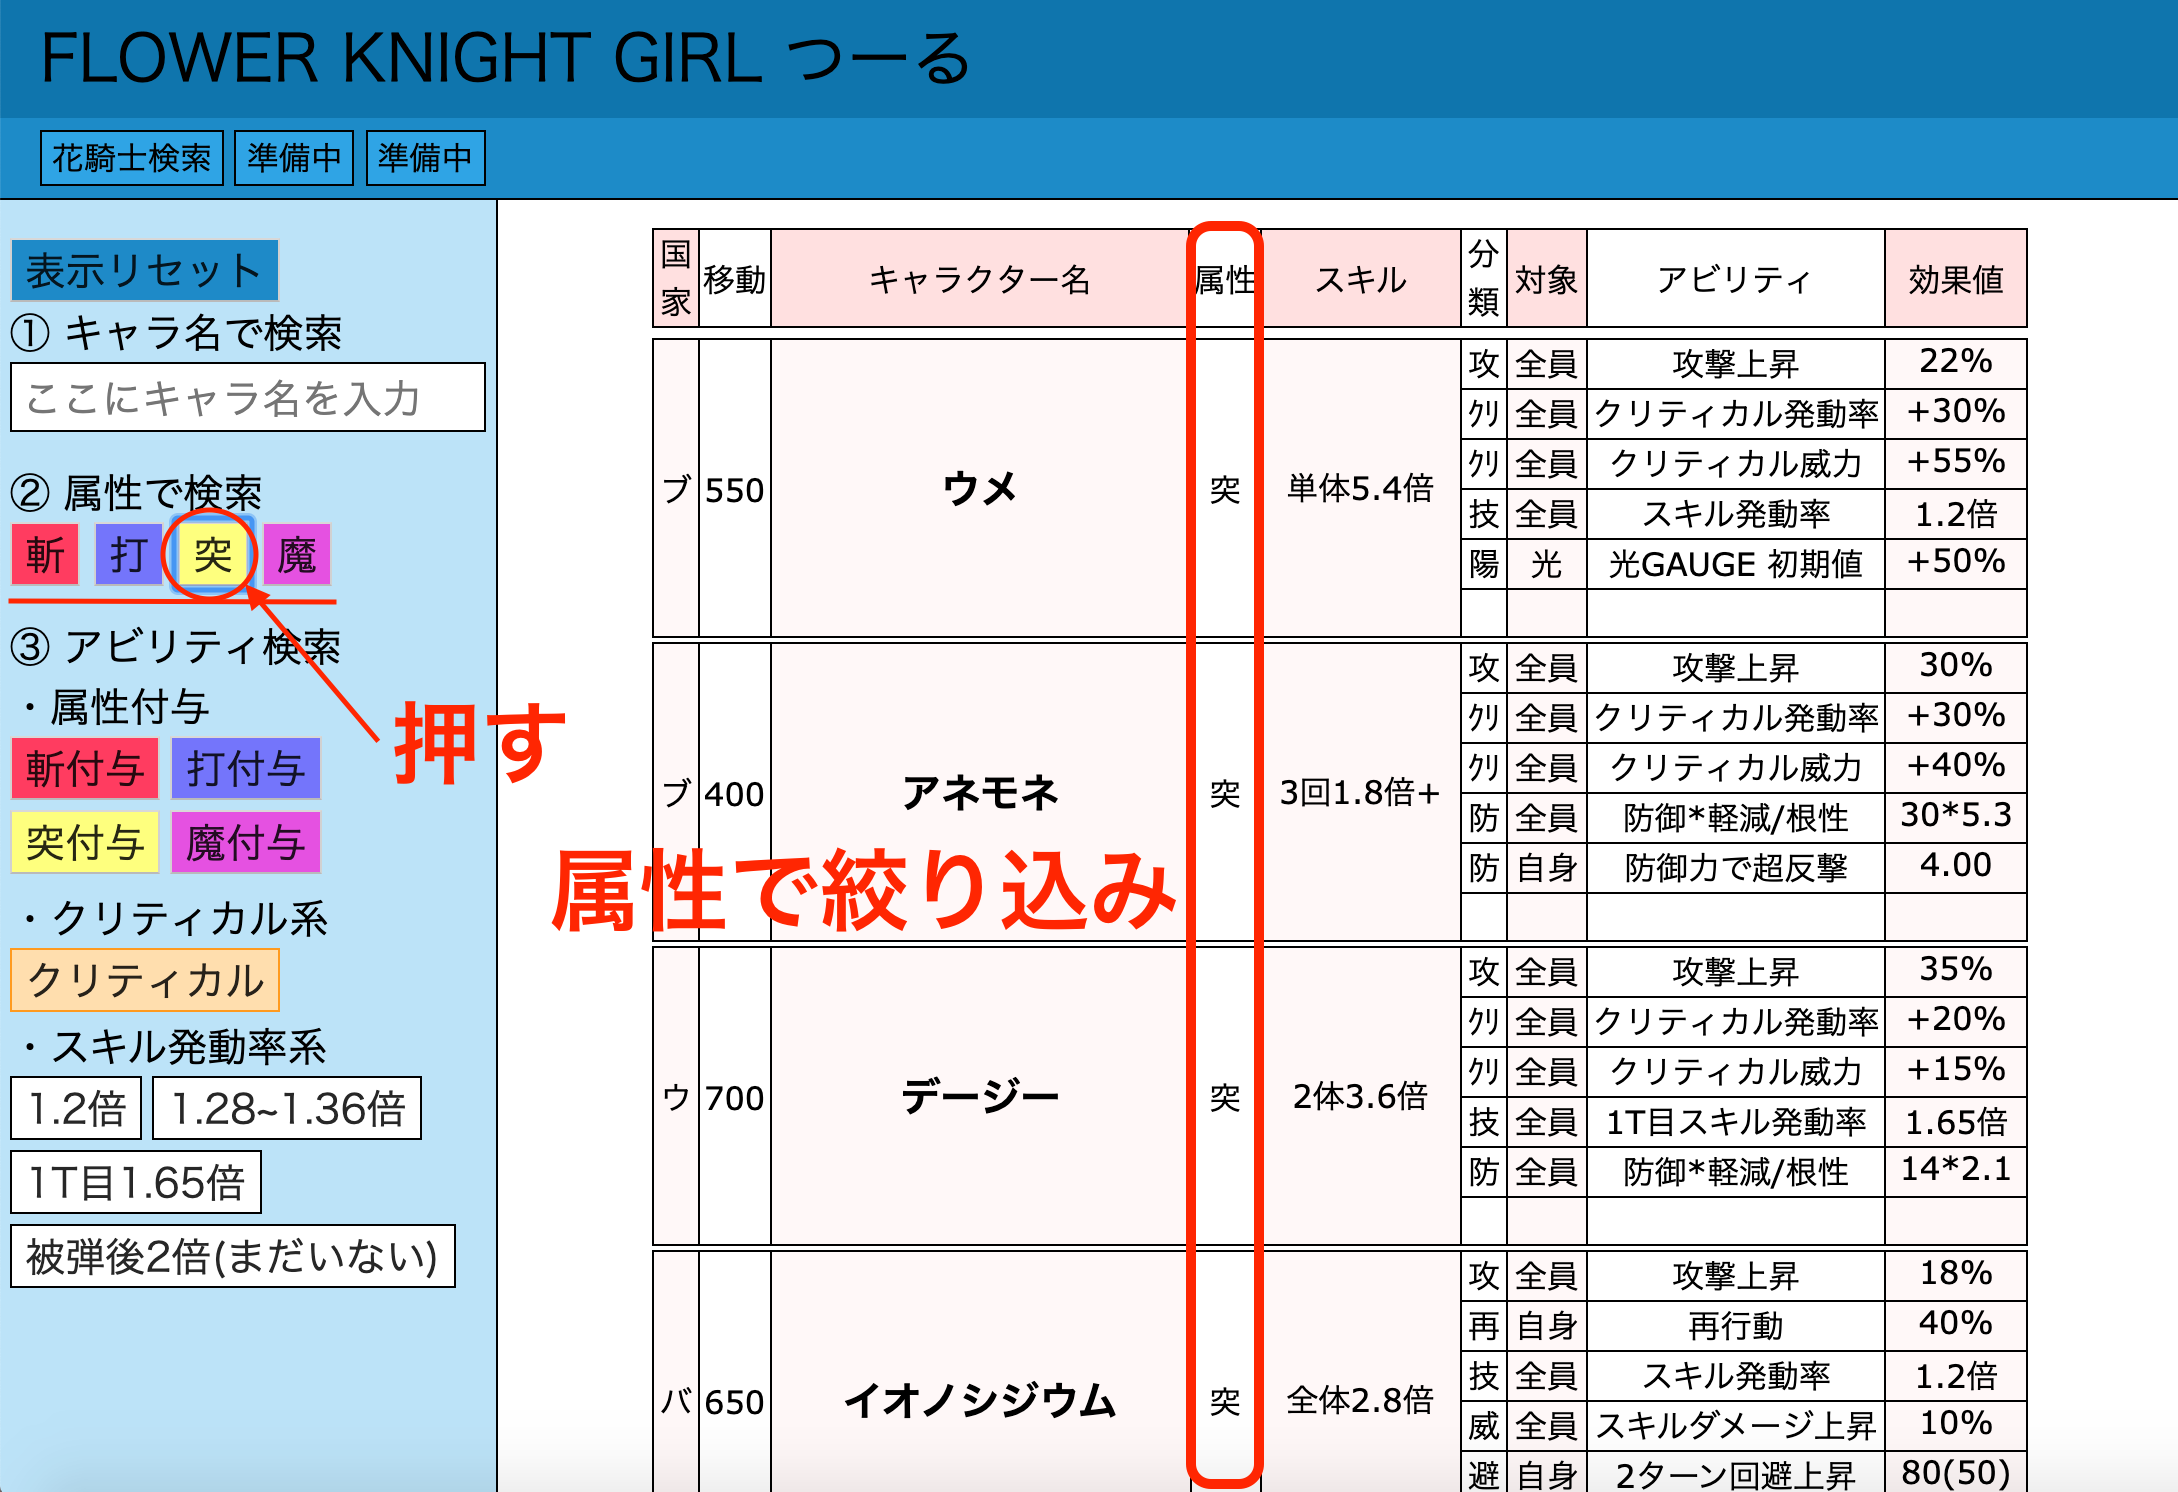 FLOWER KNIGHT GIRL つーる
花騎士検索 準備中 準備中
表示リセット
① キャラ名で検索
ここにキャラ名を入力
② 属性で検索
斬 打 突 魔
③ アビリティ検索
・属性付与
斬付与 打付与
突付与 魔付与
・クリティカル系
クリティカル
・スキル発動率系
1.2倍 1.28~1.36倍
1T目1.65倍
被弾後2倍(まだいない)
押す
属性で絞り込み
国家 移動 キャラクター名 属性 スキル 分類 対象 アビリティ 効果値
ブ 550 ウメ 突 単体5.4倍
攻 全員 攻撃上昇 22%
ｸﾘ 全員 クリティカル発動率 +30%
ｸﾘ 全員 クリティカル威力 +55%
技 全員 スキル発動率 1.2倍
陽 光 光GAUGE 初期値 +50%
ブ 400 アネモネ 突 3回1.8倍+
攻 全員 攻撃上昇 30%
ｸﾘ 全員 クリティカル発動率 +30%
ｸﾘ 全員 クリティカル威力 +40%
防 全員 防御*軽減/根性 30*5.3
防 自身 防御力で超反撃 4.00
ウ 700 デージー 突 2体3.6倍
攻 全員 攻撃上昇 35%
ｸﾘ 全員 クリティカル発動率 +20%
ｸﾘ 全員 クリティカル威力 +15%
技 全員 1T目スキル発動率 1.65倍
防 全員 防御*軽減/根性 14*2.1
バ 650 イオノシジウム 突 全体2.8倍
攻 全員 攻撃上昇 18%
再 自身 再行動 40%
技 全員 スキル発動率 1.2倍
威 全員 スキルダメージ上昇 10%
避 自身 2ターン回避上昇 80(50)